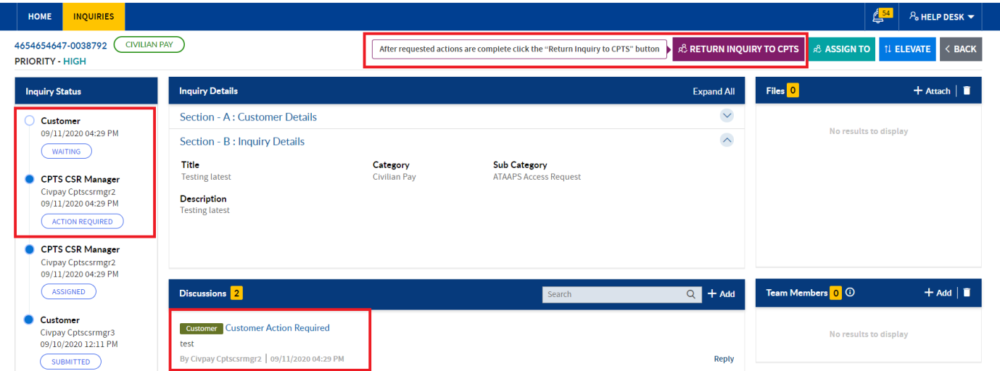 HOME
INQUIRIES
54
HELP DESK
4654654647-0038792
CIVILIAN PAY
PRIORITY - HIGH
After requested actions are complete click the “Return Inquiry to CPTS” button
RETURN INQUIRY TO CPTS
ASSIGN TO
ELEVATE
BACK
Inquiry Status
Customer
09/11/2020 04:29 PM
WAITING
CPTS CSR Manager
Civpay Cptscsrmgr2
09/11/2020 04:29 PM
ACTION REQUIRED
CPTS CSR Manager
Civpay Cptscsrmgr2
09/11/2020 04:29 PM
ASSIGNED
Customer
Civpay Cptscsrmgr3
09/10/2020 12:11 PM
SUBMITTED
Inquiry Details
Expand All
Section - A : Customer Details
Section - B : Inquiry Details
Title
Testing latest
Category
Civilian Pay
Sub Category
ATAAPS Access Request
Description
Testing latest
Discussions 2
Search
+ Add
Customer Customer Action Required
test
By Civpay Cptscsrmgr2 | 09/11/2020 04:29 PM
Reply
Files 0
+ Attach
No results to display
Team Members 0
+ Add
No results to display